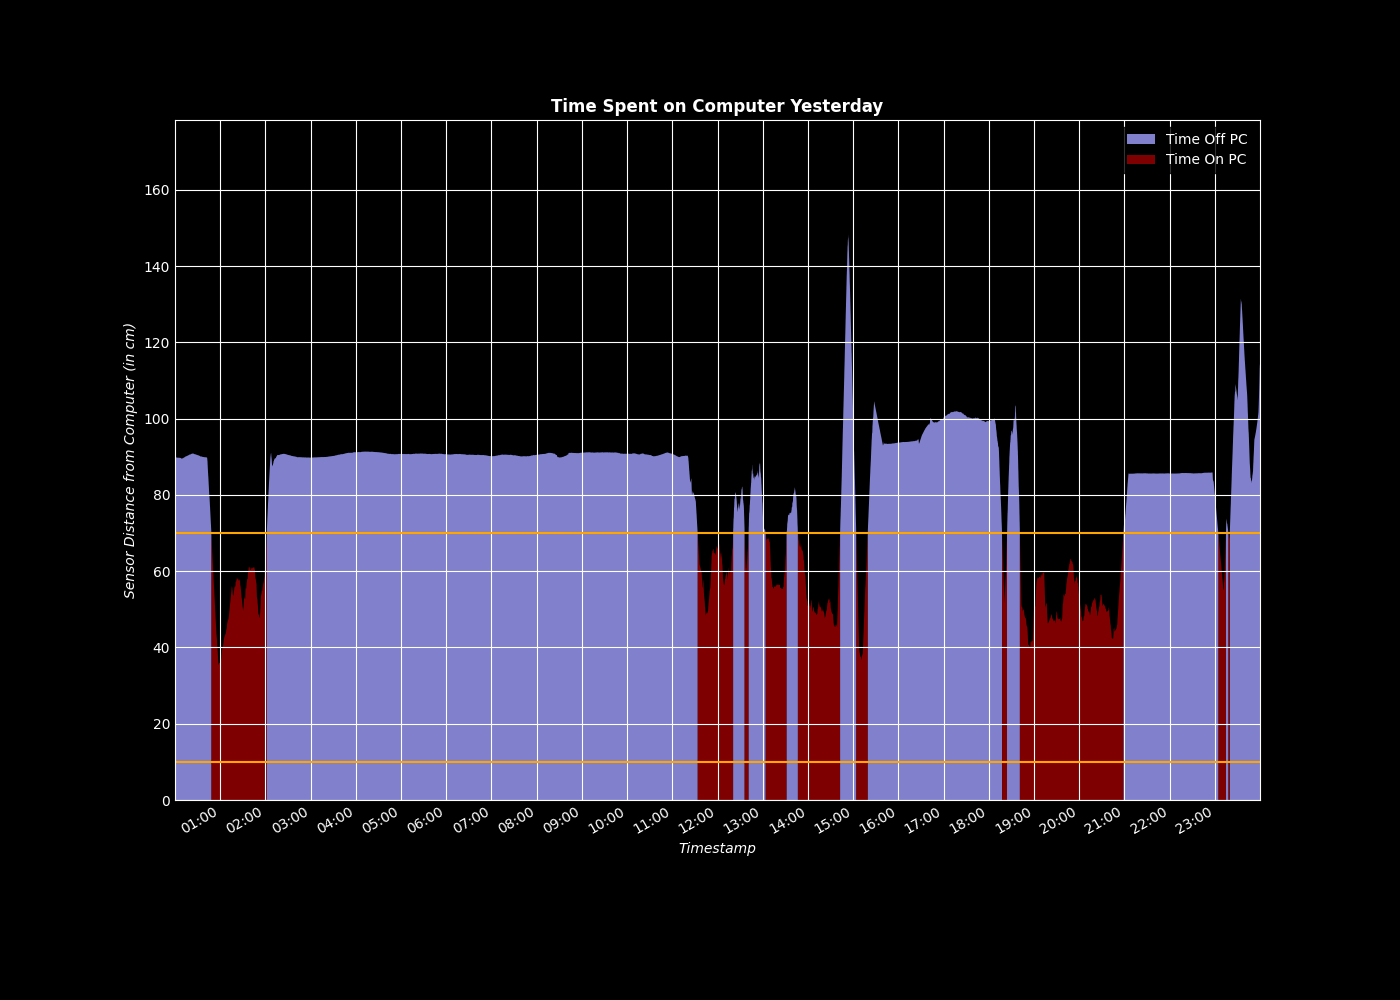 Time Spent on Computer Yesterday
Time Off PC
Time On PC
160
140
120
100
80
60
40
20
0
Sensor Distance from Computer (in cm)
01:00 02:00 03:00 04:00 05:00 06:00 07:00 08:00 09:00 10:00 11:00 12:00 13:00 14:00 15:00 16:00 17:00 18:00 19:00 20:00 21:00 22:00 23:00
Timestamp